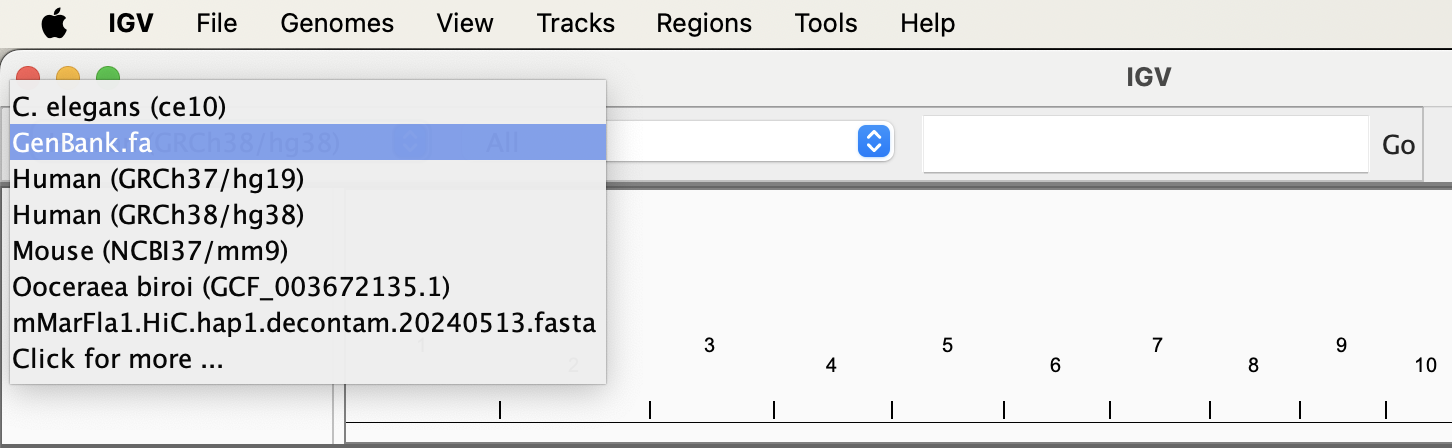 IGV File Genomes View Tracks Regions Tools Help
IGV
C. elegans (ce10)
GenBank.fa
(GRCh38/hg38) All
Go
Human (GRCh37/hg19)
Human (GRCh38/hg38)
Mouse (NCBI37/mm9)
Ooceraea biroi (GCF_003672135.1)
mMarFla1.HiC.hap1.decontam.20240513.fasta
Click for more ...
1 2 3 4 5 6 7 8 9 10